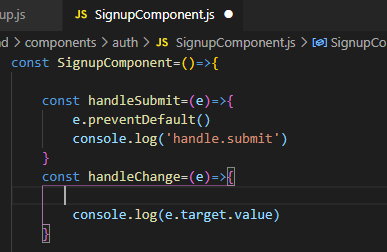 up.js
JS SignupComponent.js ●
d > components > auth > JS SignupComponent.js > SignupCo
const SignupComponent=()=>{
const handleSubmit=(e)=>{
e.preventDefault()
console.log('handle.submit')
}
const handleChange=(e)=>{
console.log(e.target.value)
}